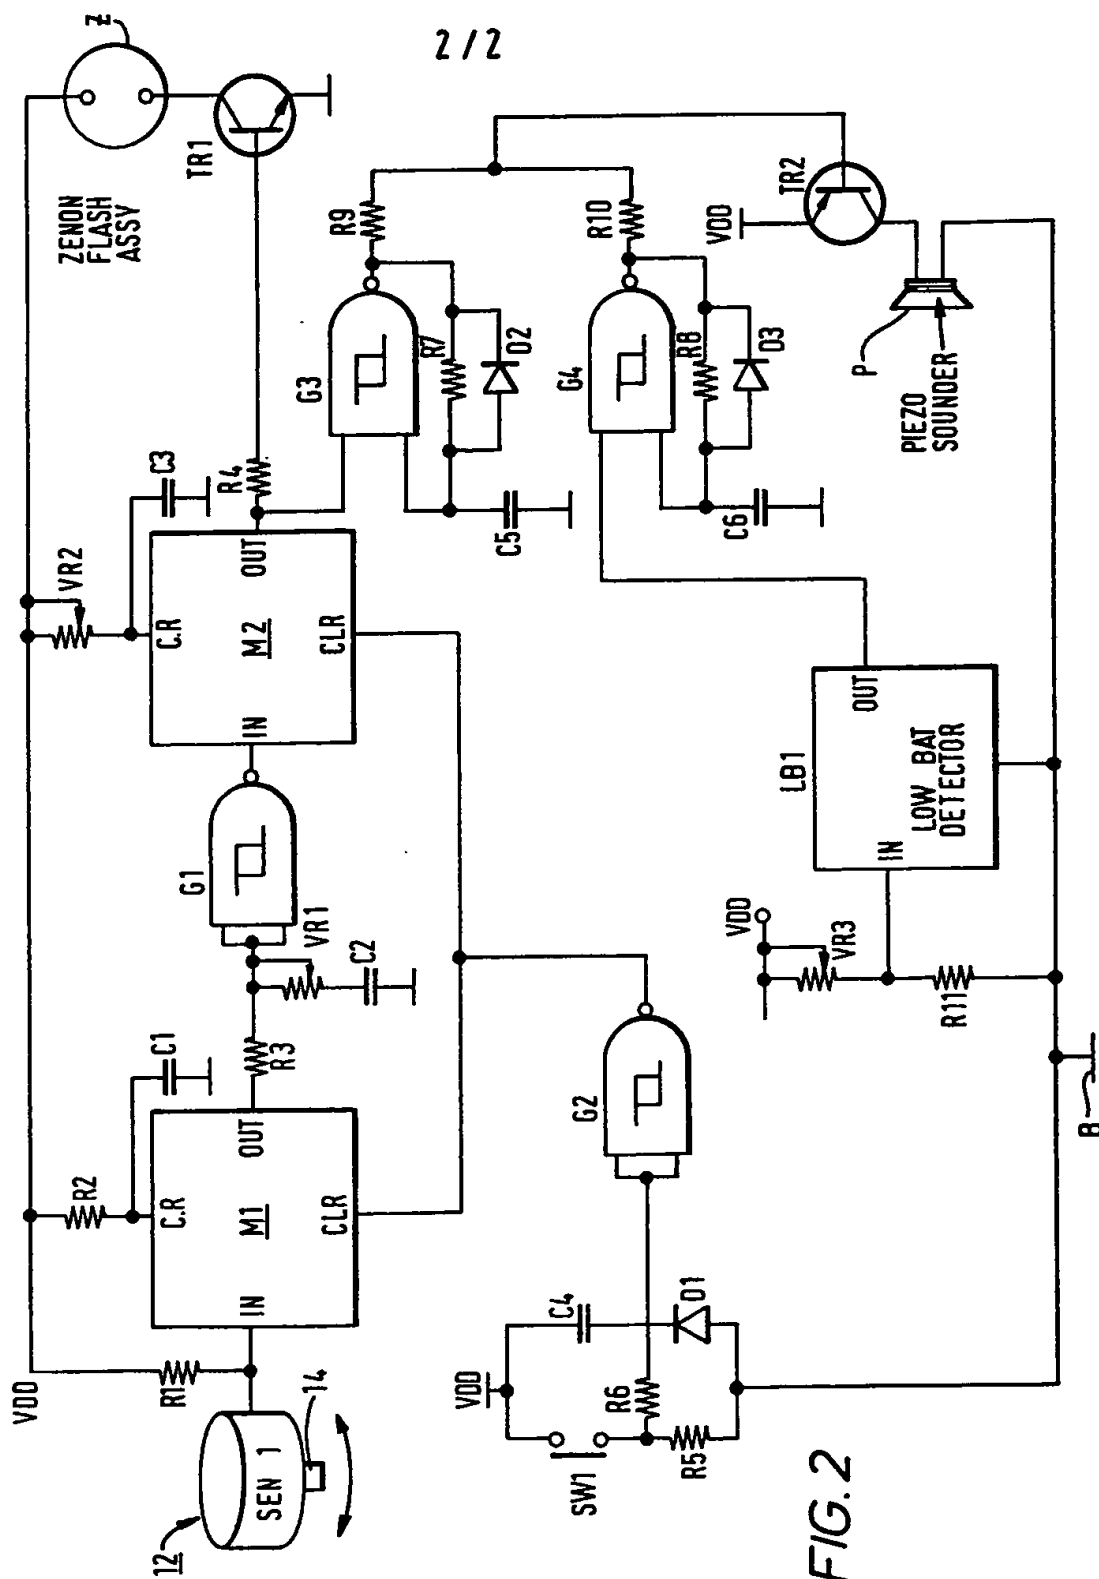 2/2
VDD
R1
12
SEN 1
14
IN
M1
C.R
OUT
CLR
R2
C1
R3
VR1
C2
G1
IN
M2
C.R
OUT
CLR
VR2
C3
R4
TR1
Z
ZENON
FLASH
ASSY
G3
R7
D2
C5
R9
G4
R8
D3
C6
R10
TR2
VDD
P
PIEZO
SOUNDER
VDD
SW1
C4
R6
R5
D1
G2
VDD
VR3
R11
LB1
IN
OUT
LOW BAT
DETECTOR
B
FIG.2